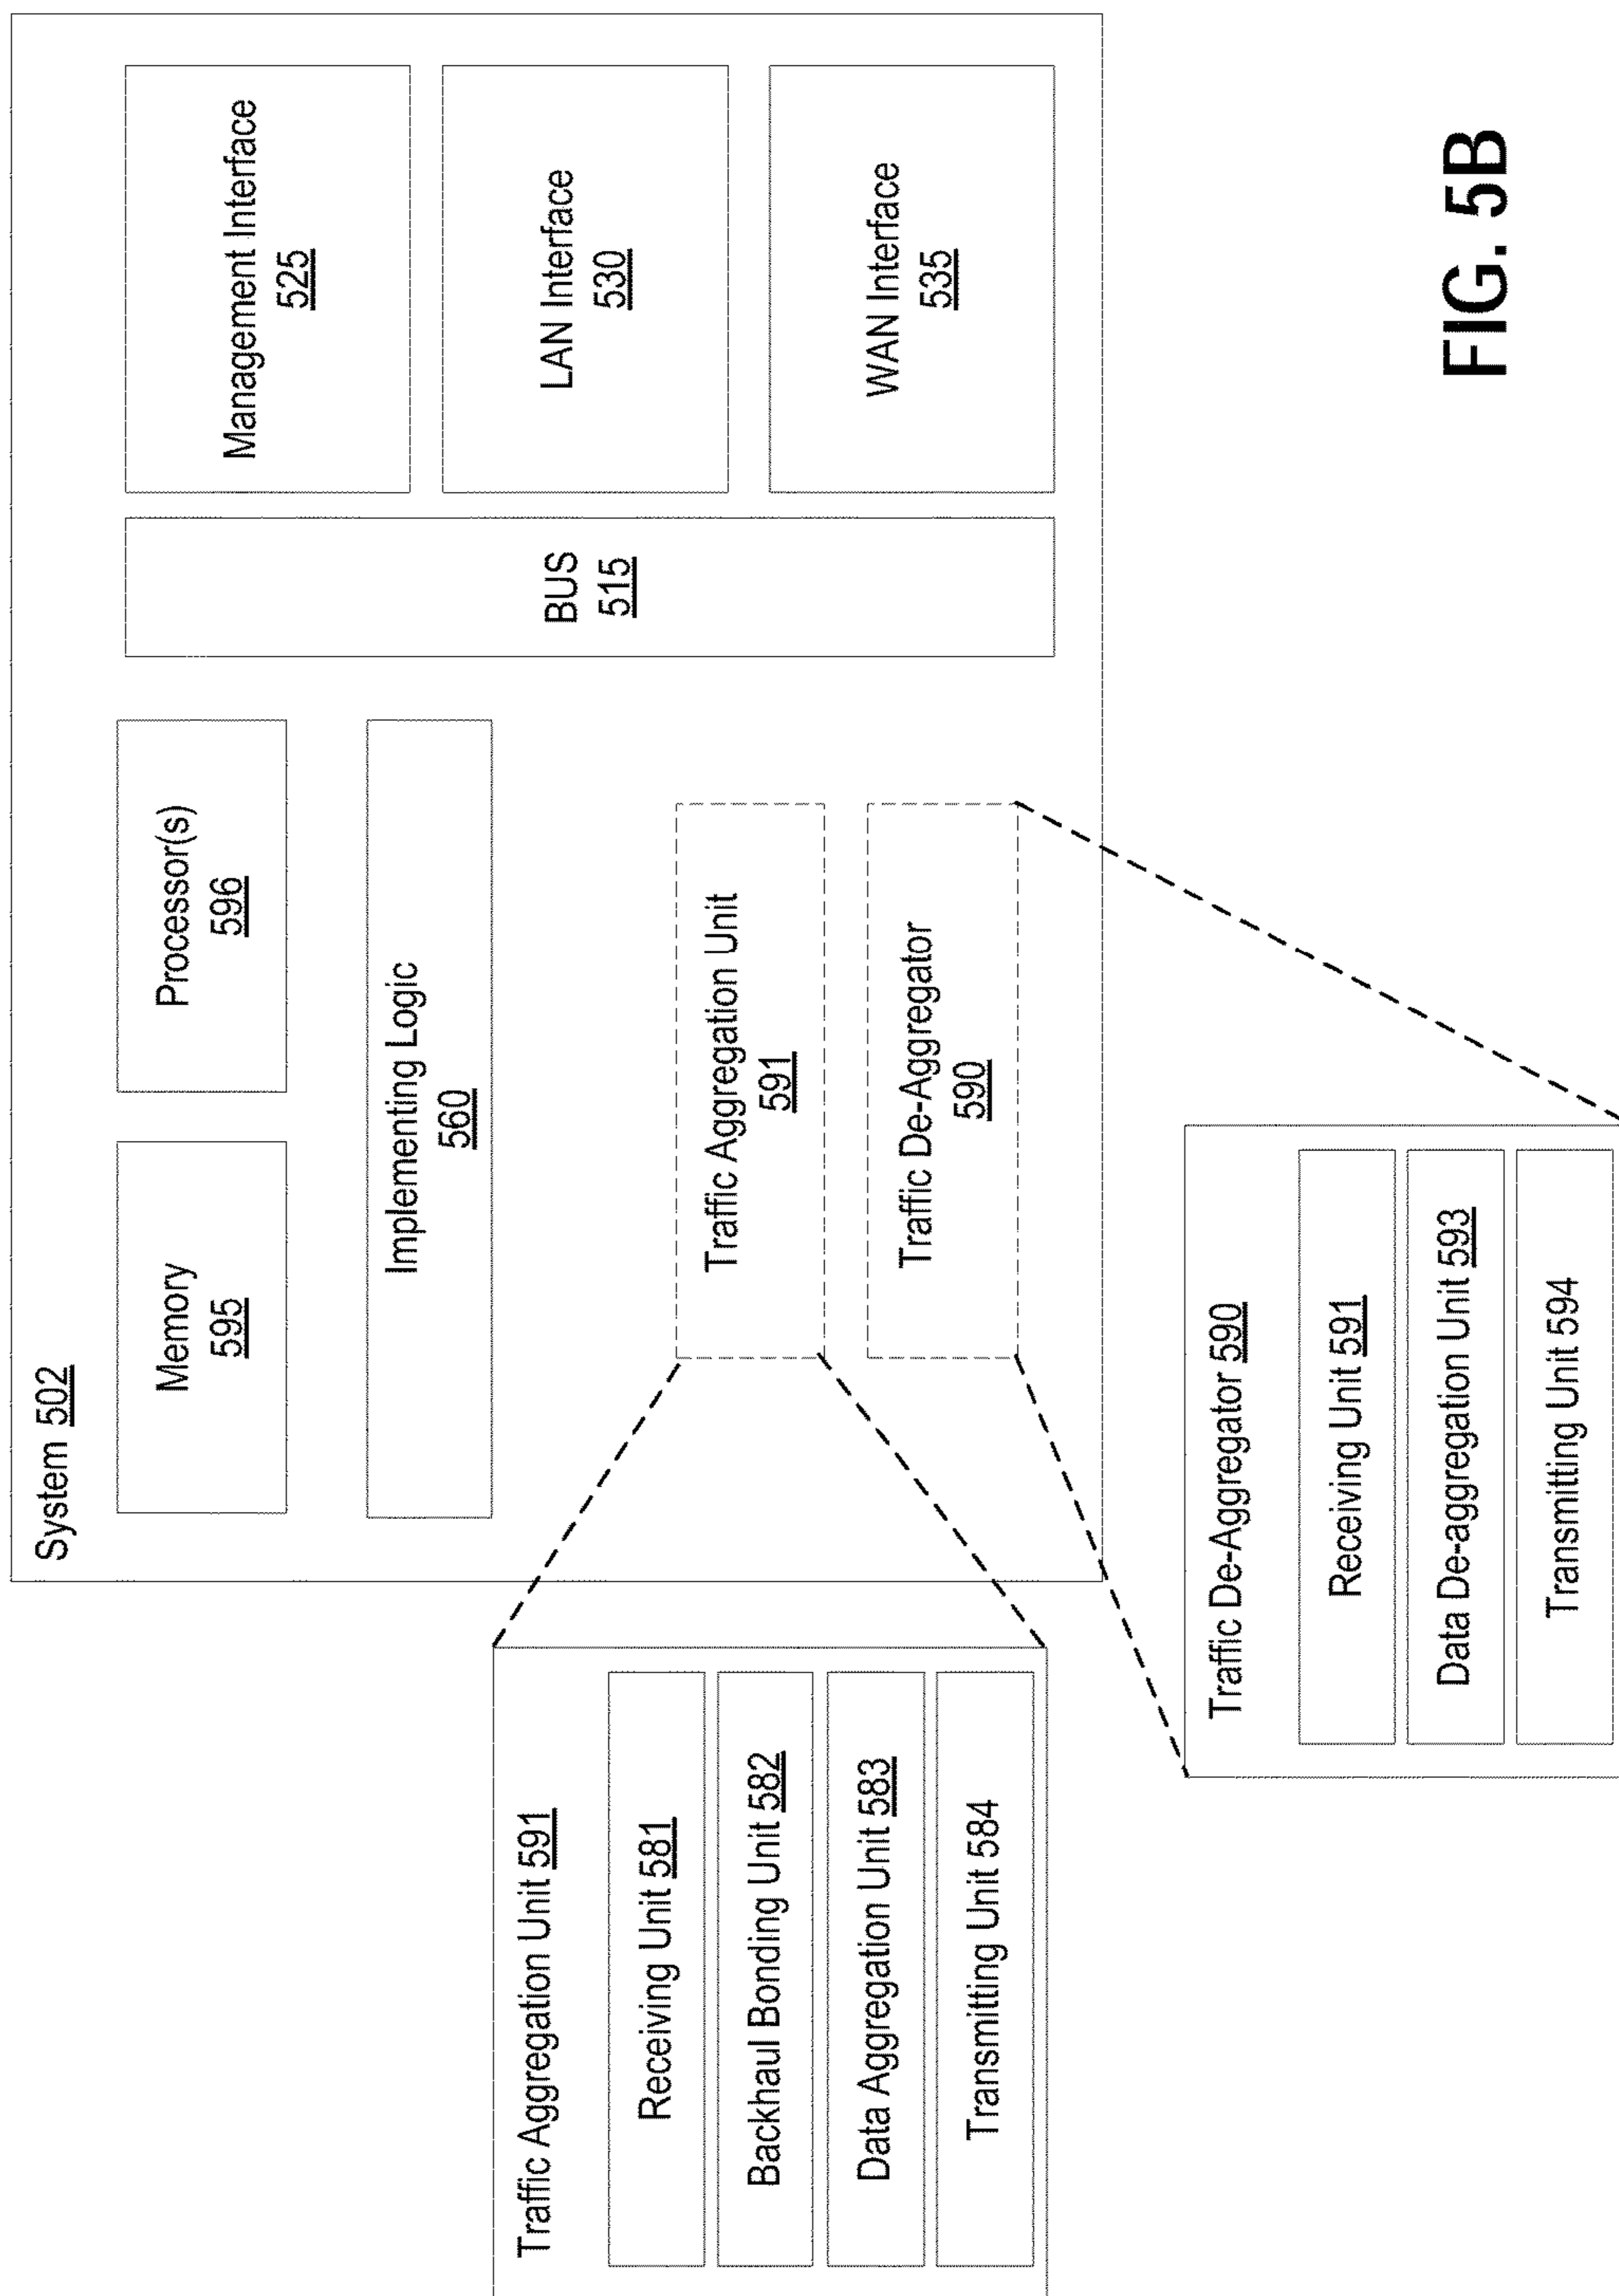 System 502
Memory
595
Processor(s)
596
Implementing Logic
560
Traffic Aggregation Unit
591
Traffic De-Aggregator
590
BUS
515
Management Interface
525
LAN Interface
530
WAN Interface
535
Traffic Aggregation Unit 591
Receiving Unit 581
Backhaul Bonding Unit 582
Data Aggregation Unit 583
Transmitting Unit 584
Traffic De-Aggregator 590
Receiving Unit 591
Data De-aggregation Unit 593
Transmitting Unit 594
FIG. 5B